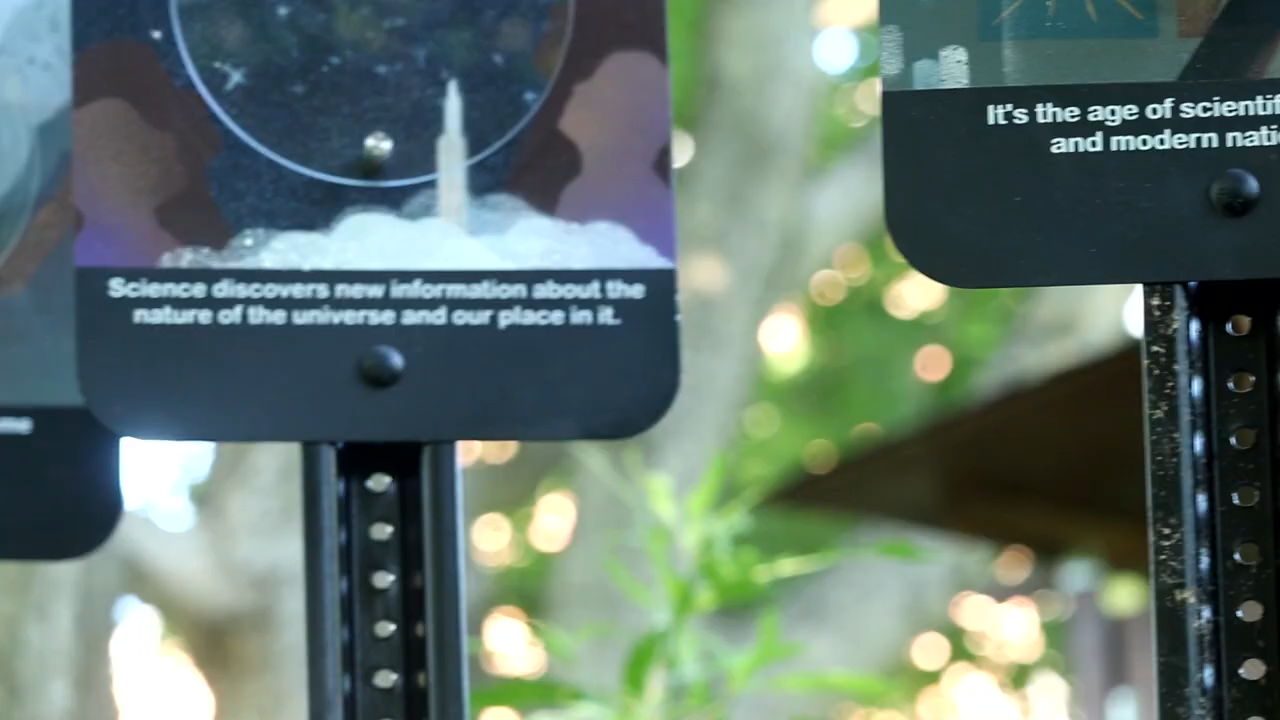 Science discovers new information about the
nature of the universe and our place in it.
It's the age of scientif
and modern nati